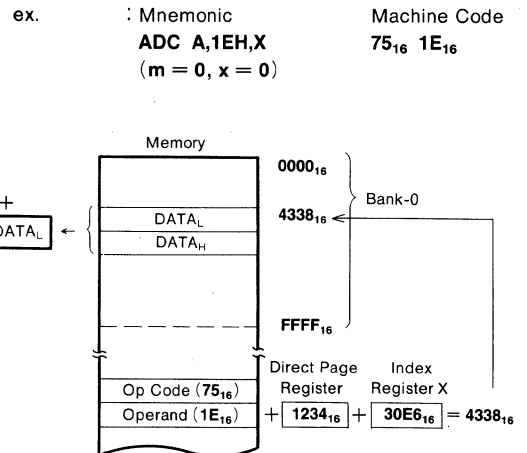 ex. : Mnemonic Machine Code
ADC A,1EH,X 75₁₆ 1E₁₆
(m = 0, x = 0)
Memory
0000₁₆
Bank-0
+
DATA_L ← DATA_L 4338₁₆
DATA_H
FFFF₁₆
Direct Page Index
Register Register X
Op Code (75₁₆)
Operand (1E₁₆) + 1234₁₆ + 30E6₁₆ = 4338₁₆